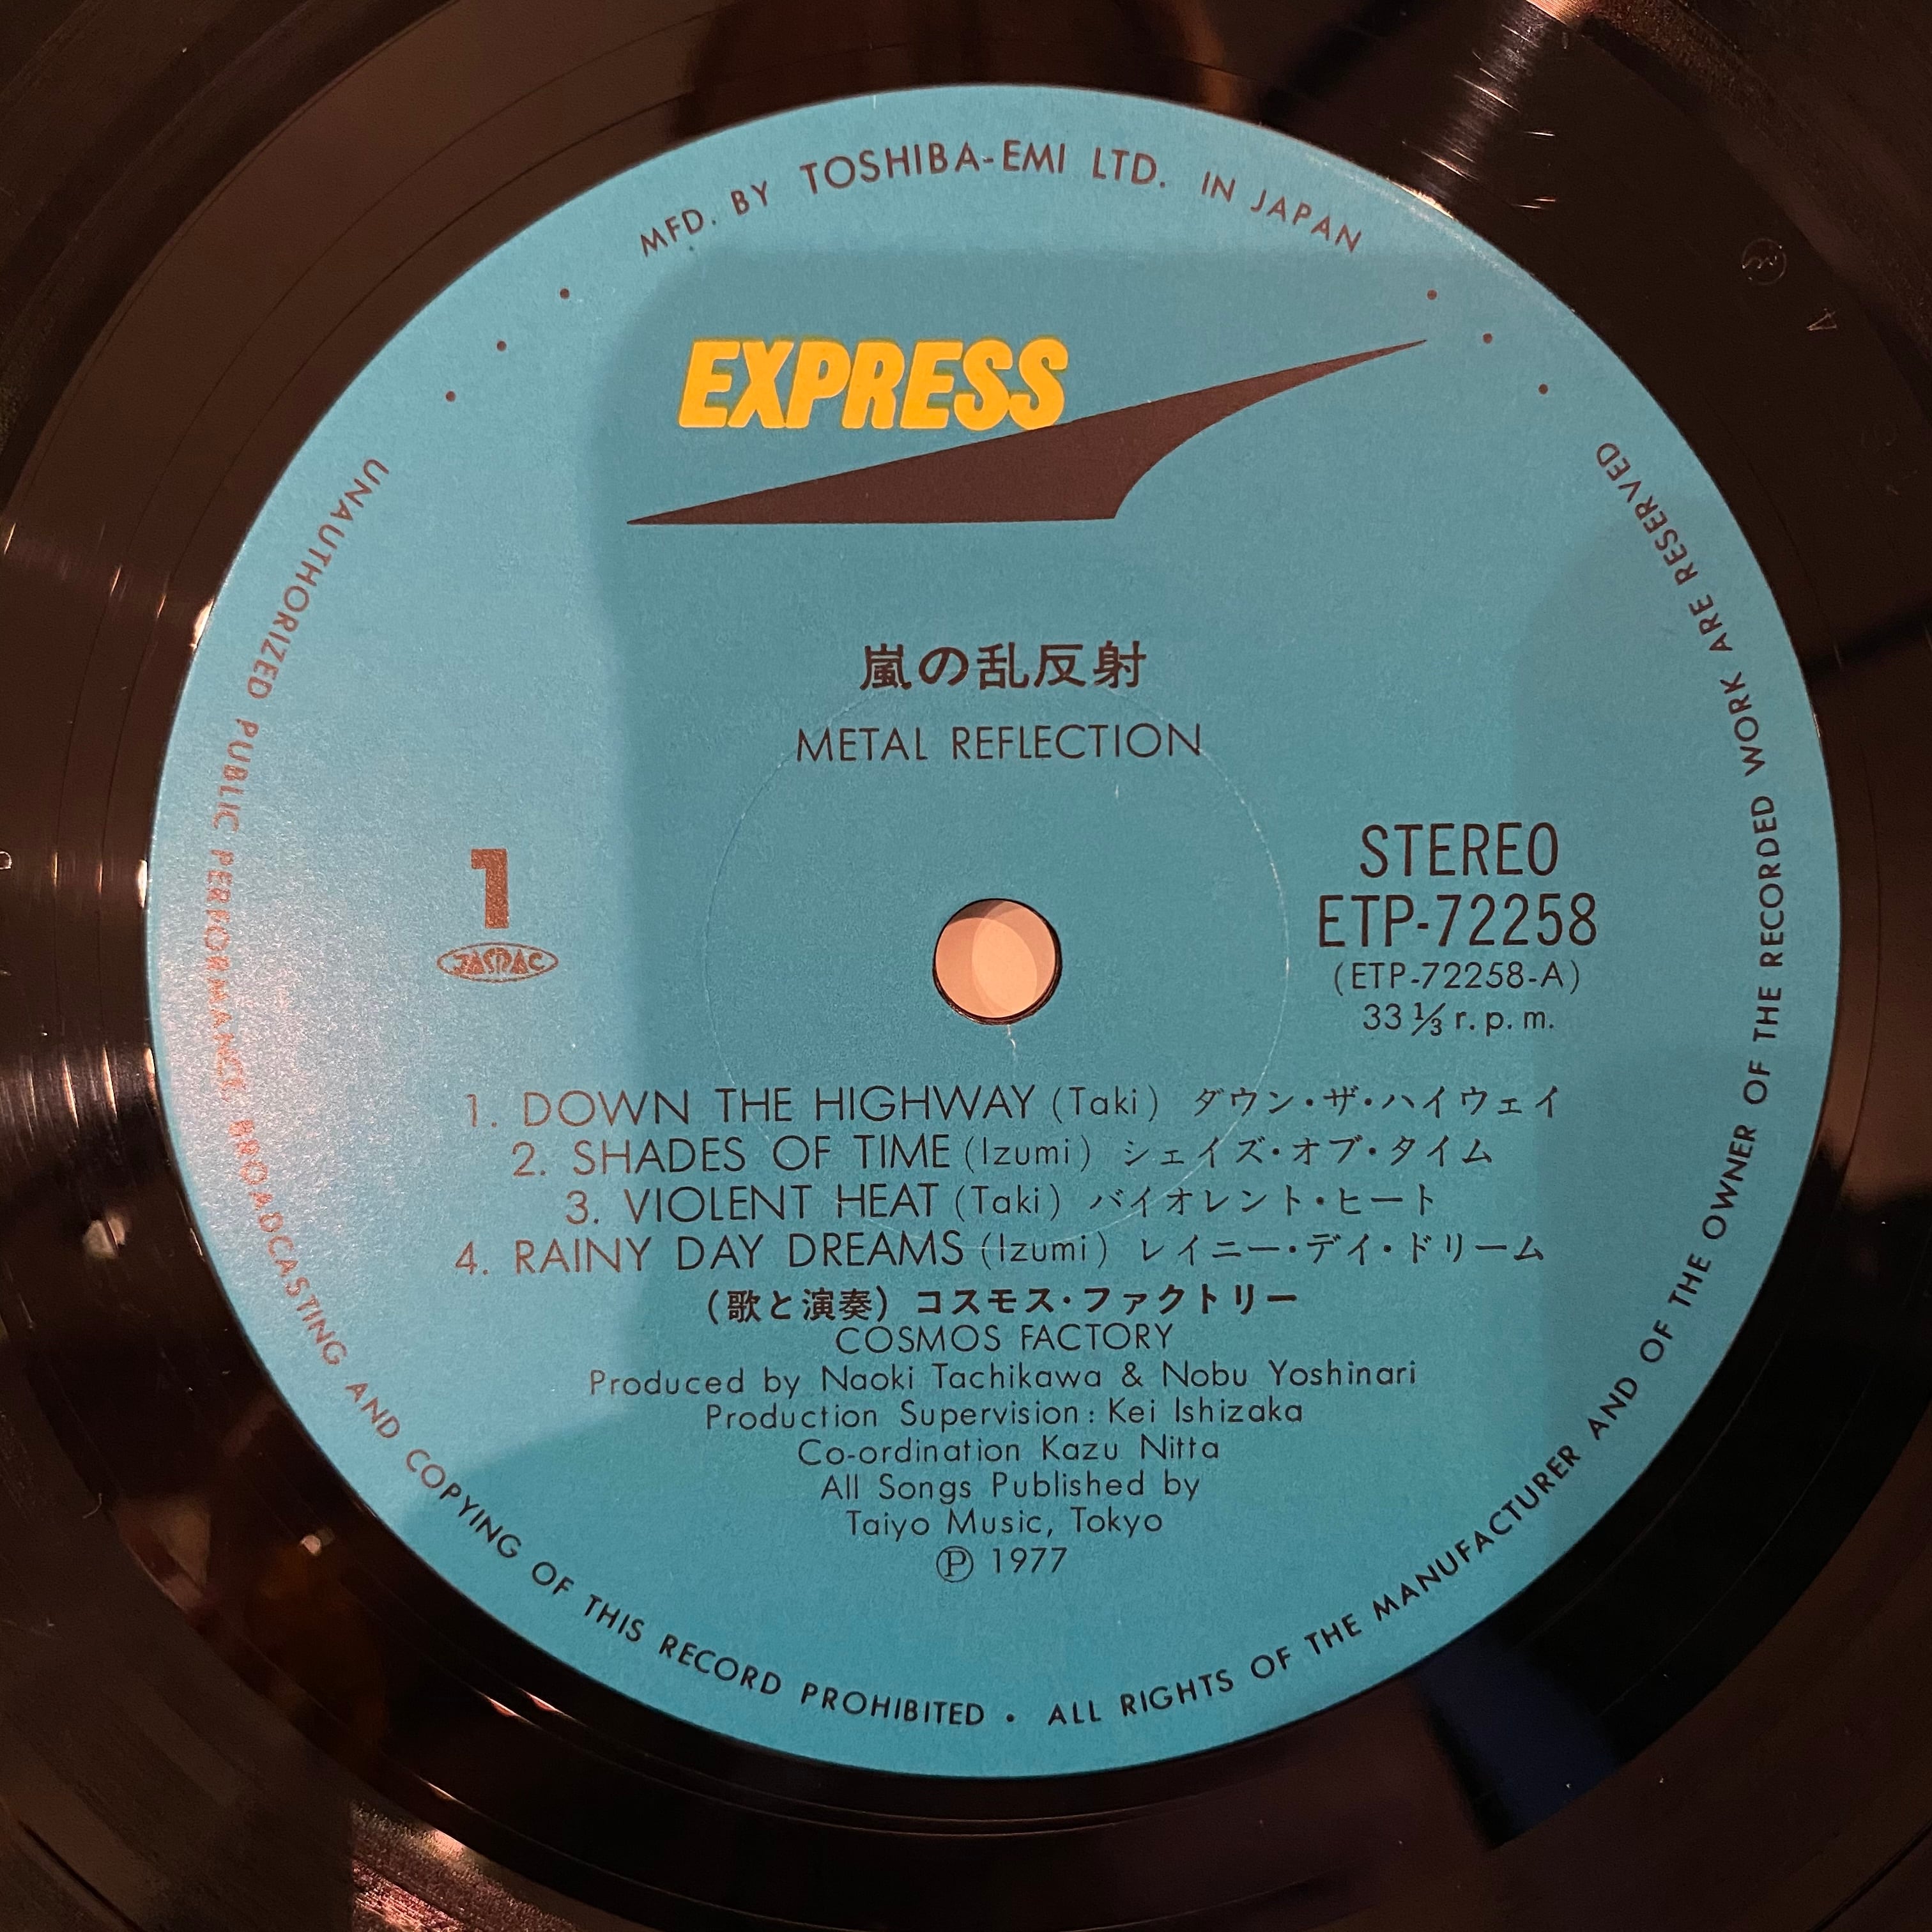 MFD. BY TOSHIBA-EMI LTD. IN JAPAN
EXPRESS
嵐の乱反射
METAL REFLECTION
1
JASRAC
STEREO
ETP-72258
(ETP-72258-A)
33 1/3 r.p.m.
1. DOWN THE HIGHWAY (Taki) ダウン・ザ・ハイウェイ
2. SHADES OF TIME (Izumi) シェイズ・オブ・タイム
3. VIOLENT HEAT (Taki) バイオレント・ヒート
4. RAINY DAY DREAMS (Izumi) レイニー・デイ・ドリーム
(歌と演奏) コスモス・ファクトリー
COSMOS FACTORY
Produced by Naoki Tachikawa & Nobu Yoshinari
Production Supervision: Kei Ishizaka
Co-ordination Kazu Nitta
All Songs Published by
Taiyo Music, Tokyo
℗ 1977
UNAUTHORIZED PUBLIC PERFORMANCE BROADCASTING AND COPYING OF THIS RECORD PROHIBITED • ALL RIGHTS OF THE MANUFACTURER AND OF THE OWNER OF THE RECORDED WORK ARE RESERVED